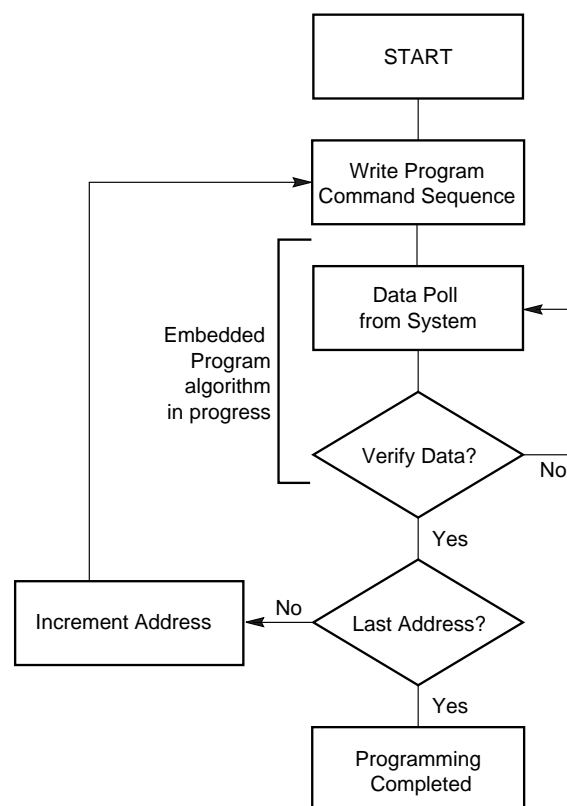 START
Write Program
Command Sequence
Data Poll
from System
Embedded
Program
algorithm
in progress
Verify Data?
No
Yes
Increment Address
No
Last Address?
Yes
Programming
Completed